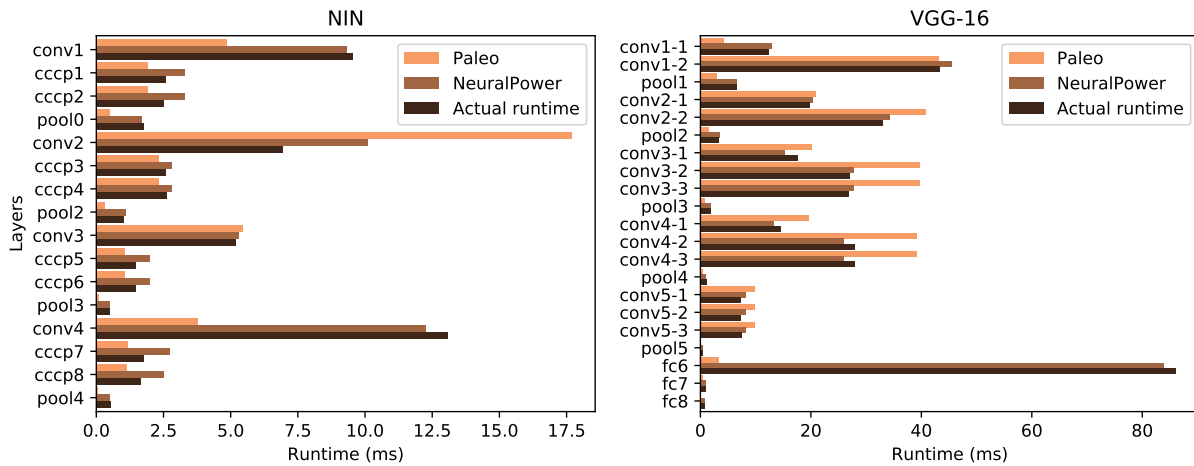 NIN
Layers
conv1
cccp1
cccp2
pool0
conv2
cccp3
cccp4
pool2
conv3
cccp5
cccp6
pool3
conv4
cccp7
cccp8
pool4
Paleo
NeuralPower
Actual runtime
0.0 2.5 5.0 7.5 10.0 12.5 15.0 17.5
Runtime (ms)
VGG-16
conv1-1
conv1-2
pool1
conv2-1
conv2-2
pool2
conv3-1
conv3-2
conv3-3
pool3
conv4-1
conv4-2
conv4-3
pool4
conv5-1
conv5-2
conv5-3
pool5
fc6
fc7
fc8
Paleo
NeuralPower
Actual runtime
0 20 40 60 80
Runtime (ms)